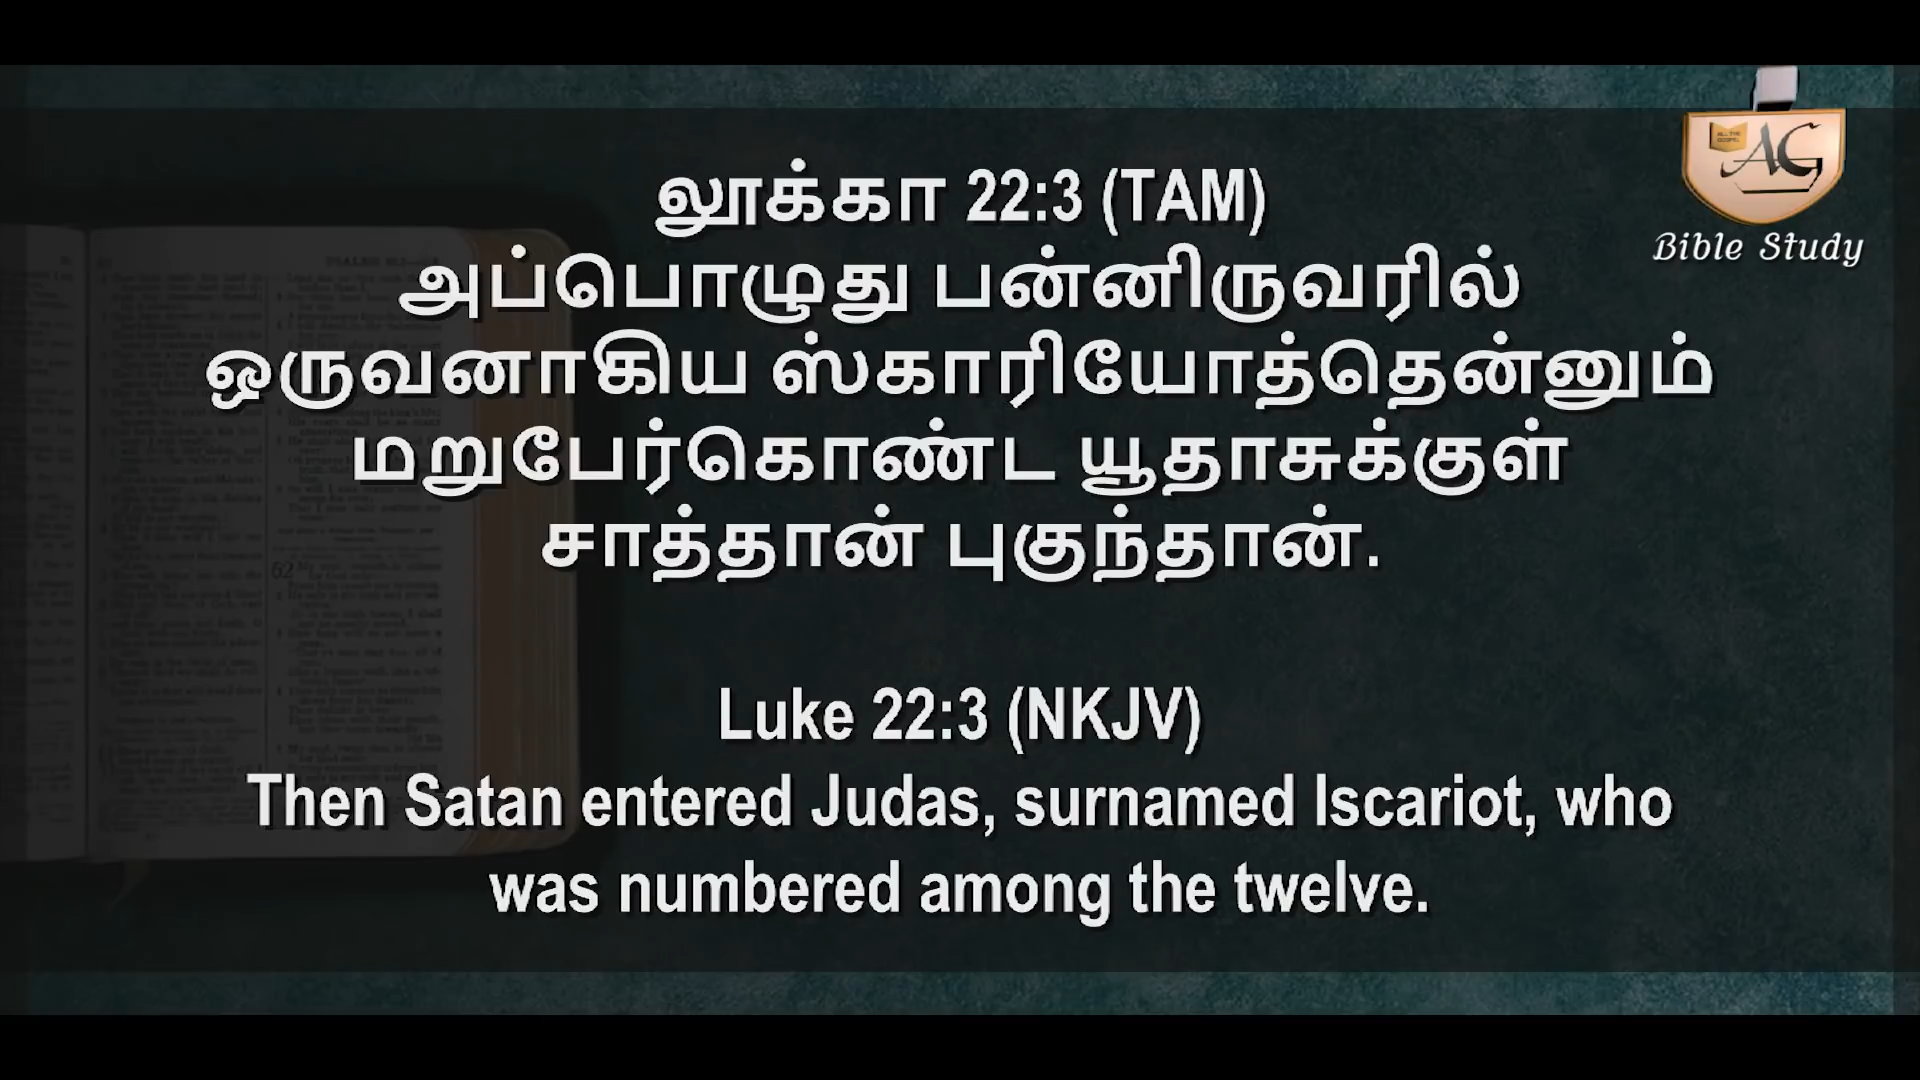 லூக்கா 22:3 (TAM)
அப்பொழுது பன்னிருவரில்
ஒருவனாகிய ஸ்காரியோத்தென்னும்
மறுபேர்கொண்ட யூதாசுக்குள்
சாத்தான் புகுந்தான்.
Luke 22:3 (NKJV)
Then Satan entered Judas, surnamed Iscariot, who
was numbered among the twelve.
AG
Bible Study